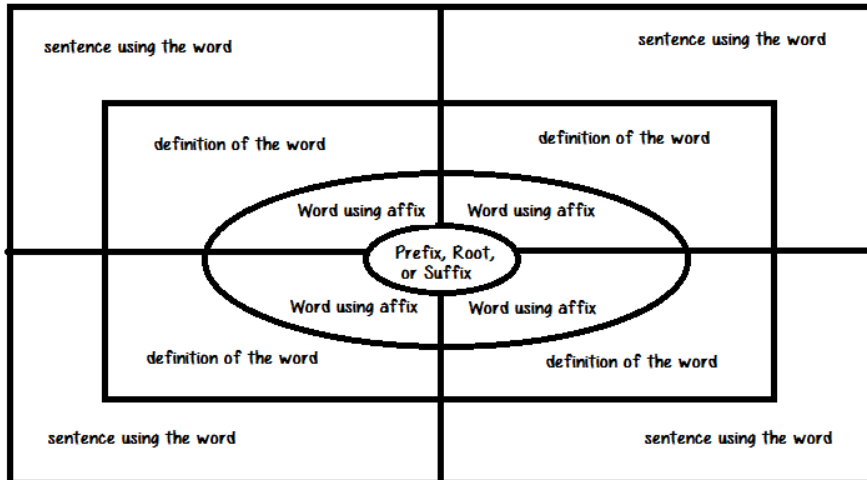 sentence using the word
sentence using the word
definition of the word
definition of the word
Word using affix
Word using affix
Prefix, Root,
or Suffix
Word using affix
Word using affix
definition of the word
definition of the word
sentence using the word
sentence using the word